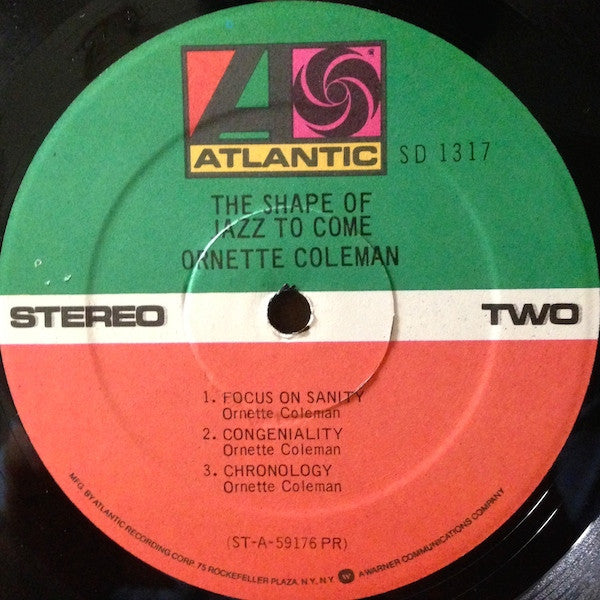 ATLANTIC
SD 1317
THE SHAPE OF
JAZZ TO COME
ORNETTE COLEMAN
STEREO
TWO
1. FOCUS ON SANITY
Ornette Coleman
2. CONGENIALITY
Ornette Coleman
3. CHRONOLOGY
Ornette Coleman
(ST-A-59176 PR)
MFG. BY ATLANTIC RECORDING CORP. 75 ROCKEFELLER PLAZA, N.Y., N.Y. W A WARNER COMMUNICATIONS COMPANY